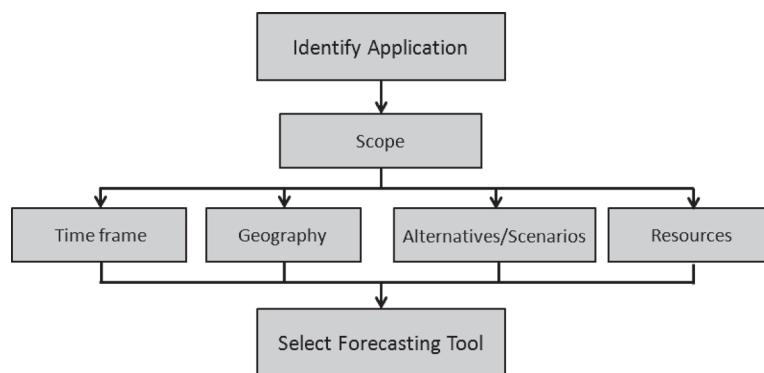 Identify Application
Scope
Time frame
Geography
Alternatives/Scenarios
Resources
Select Forecasting Tool